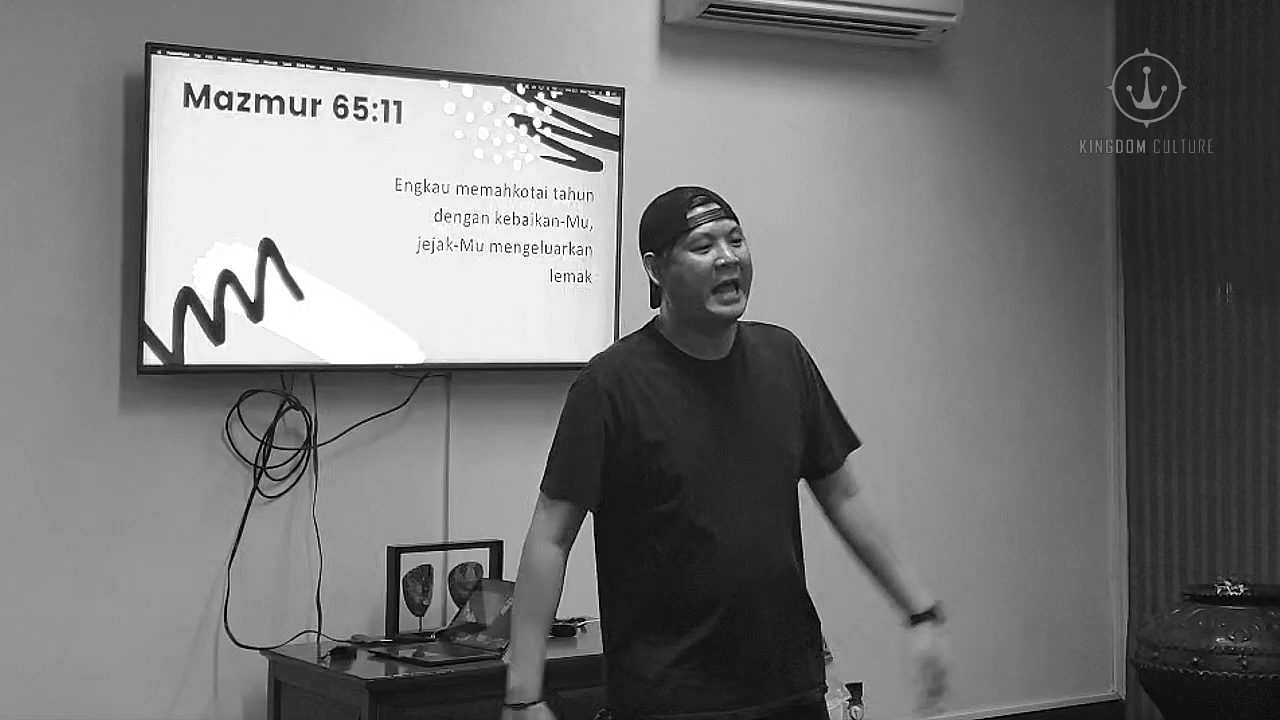 Mazmur 65:11
Engkau memahkotai tahun
dengan kebaikan-Mu,
jejak-Mu mengeluarkan
lemak
KINGDOM CULTURE